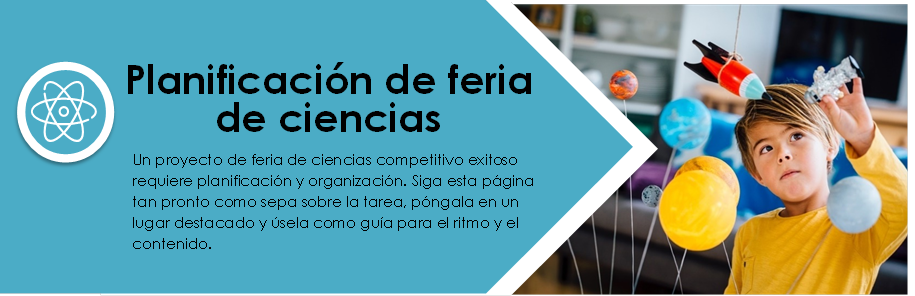 Planificación de feria
de ciencias
Un proyecto de feria de ciencias competitivo exitoso
requiere planificación y organización. Siga esta página
tan pronto como sepa sobre la tarea, póngala en un
lugar destacado y úsela como guía para el ritmo y el
contenido.